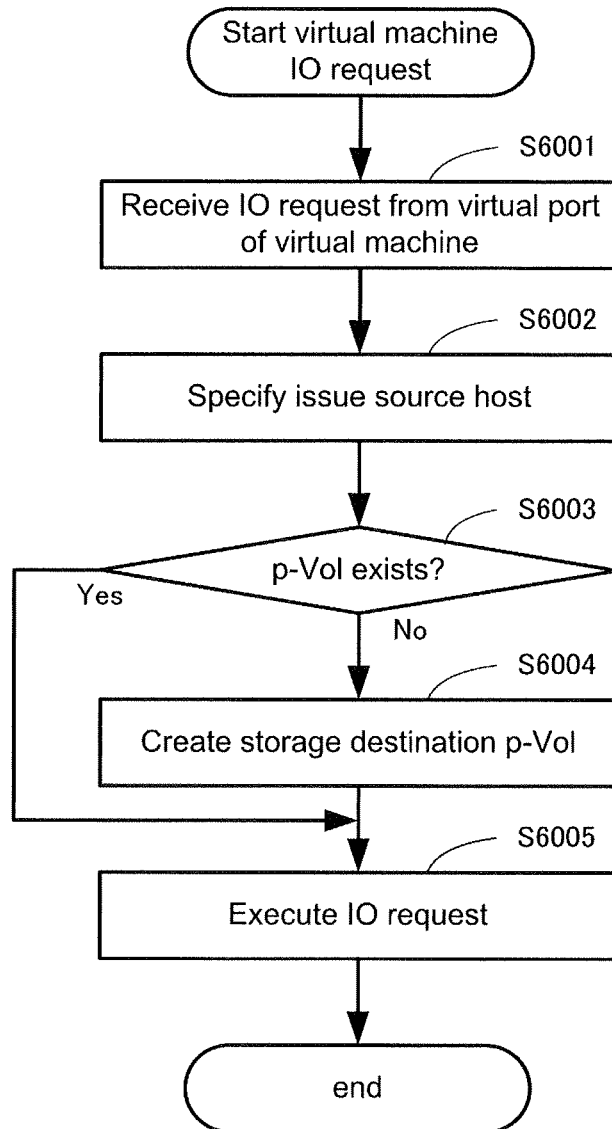 Start virtual machine
IO request
S6001
Receive IO request from virtual port
of virtual machine
S6002
Specify issue source host
S6003
p-Vol exists?
Yes
No
S6004
Create storage destination p-Vol
S6005
Execute IO request
end